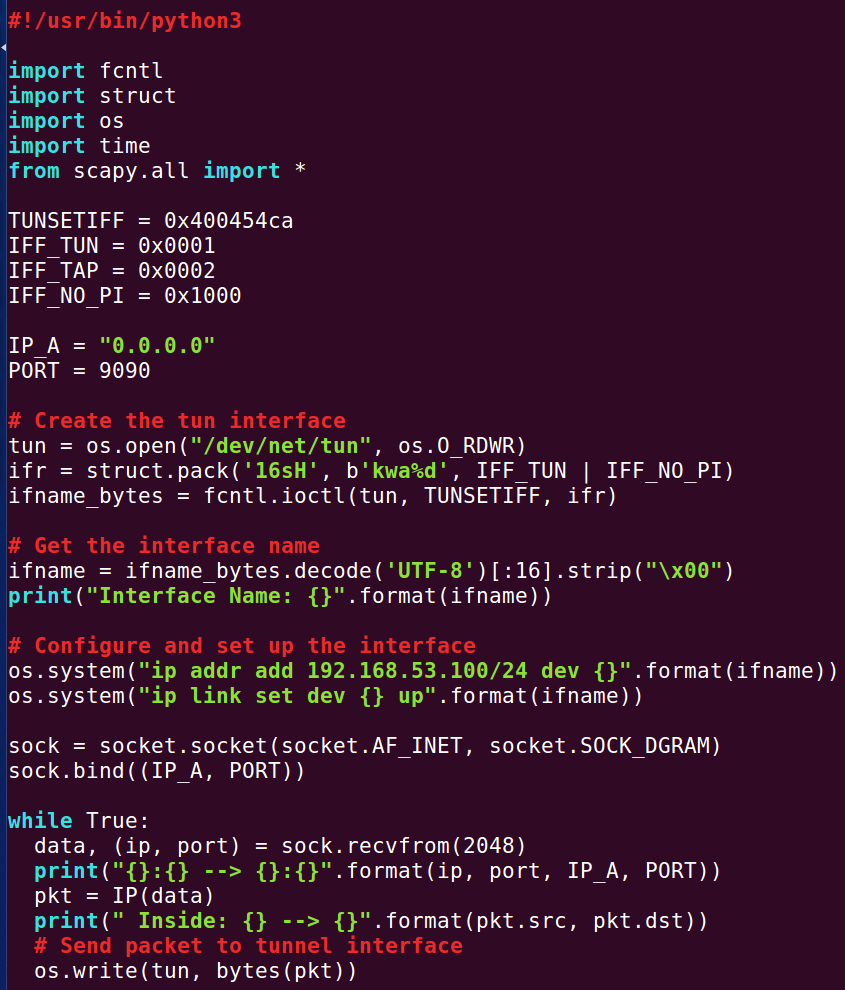 #!/usr/bin/python3
import fcntl
import struct
import os
import time
from scapy.all import *
TUNSETIFF = 0x400454ca
IFF_TUN = 0x0001
IFF_TAP = 0x0002
IFF_NO_PI = 0x1000
IP_A = "0.0.0.0"
PORT = 9090
# Create the tun interface
tun = os.open("/dev/net/tun", os.O_RDWR)
ifr = struct.pack('16sH', b'kwa%d', IFF_TUN | IFF_NO_PI)
ifname_bytes = fcntl.ioctl(tun, TUNSETIFF, ifr)
# Get the interface name
ifname = ifname_bytes.decode('UTF-8')[:16].strip("\x00")
print("Interface Name: {}".format(ifname))
# Configure and set up the interface
os.system("ip addr add 192.168.53.100/24 dev {}".format(ifname))
os.system("ip link set dev {} up".format(ifname))
sock = socket.socket(socket.AF_INET, socket.SOCK_DGRAM)
sock.bind((IP_A, PORT))
while True:
  data, (ip, port) = sock.recvfrom(2048)
  print("{}:{} --> {}:{}".format(ip, port, IP_A, PORT))
  pkt = IP(data)
  print(" Inside: {} --> {}".format(pkt.src, pkt.dst))
  # Send packet to tunnel interface
  os.write(tun, bytes(pkt))